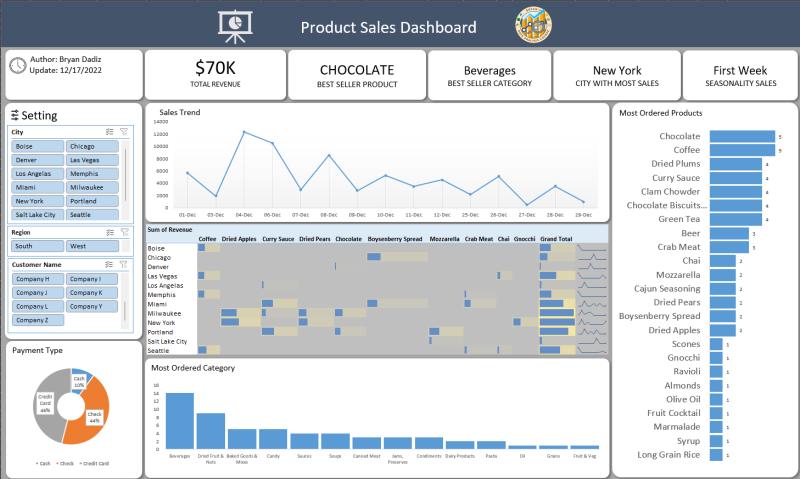 Product Sales Dashboard
Author: Bryan Dadiz
Update: 12/17/2022
$70K
TOTAL REVENUE
CHOCOLATE
BEST SELLER PRODUCT
Beverages
BEST SELLER CATEGORY
New York
CITY WITH MOST SALES
First Week
SEASONALITY SALES
Setting
City
Boise Chicago
Denver Las Vegas
Los Angelas Memphis
Miami Milwaukee
New York Portland
Salt Lake City Seattle
Region
South West
Customer Name
Company H Company I
Company J Company K
Company L Company Y
Company Z
Payment Type
Cash 10%
Check 44%
Credit Card 46%
Cash Check Credit Card
Sales Trend
14000
12000
10000
8000
6000
4000
2000
0
01-Dec 03-Dec 04-Dec 06-Dec 07-Dec 08-Dec 09-Dec 10-Dec 11-Dec 12-Dec 22-Dec 27-Dec 28-Dec 29-Dec
Sum of Revenue
Coffee Dried Apples Curry Sauce Dried Pears Chocolate Boysenberry Spread Mozzarella Crab Meat Chai Gnocchi Grand Total
Boise
Chicago
Denver
Las Vegas
Los Angelas
Memphis
Miami
Milwaukee
New York
Portland
Salt Lake City
Seattle
Most Ordered Category
16
14
12
10
8
6
4
2
0
Beverages Dried Fruit & Nuts Baked Goods & Mixes Candy Sauces Soups Canned Meat Jams, Preserves Condiments Dairy Products Pasta Oil Grains Fruit & Veg
Most Ordered Products
Chocolate 5
Coffee 5
Dried Plums 4
Curry Sauce 4
Clam Chowder 4
Chocolate Biscuits... 4
Green Tea 4
Beer 3
Crab Meat 3
Chai 2
Mozzarella 2
Cajun Seasoning 2
Dried Pears 2
Boysenberry Spread 2
Dried Apples 2
Scones 1
Gnocchi 1
Ravioli 1
Almonds 1
Olive Oil 1
Fruit Cocktail 1
Marmalade 1
Syrup 1
Long Grain Rice 1